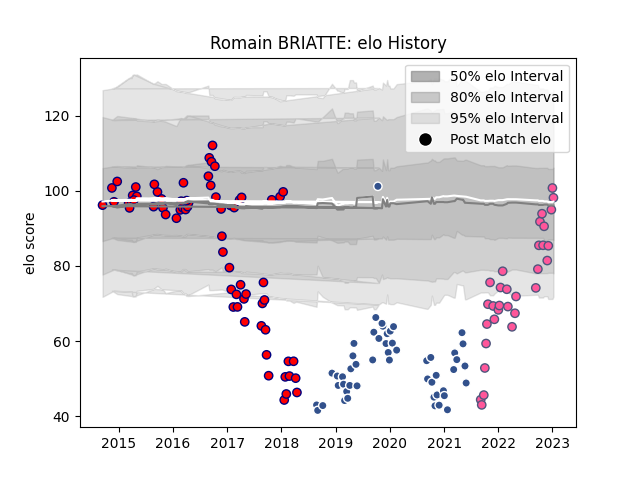 Romain BRIATTE: elo History
50% elo Interval
80% elo Interval
95% elo Interval
Post Match elo
elo score
120
100
80
60
40
2015 2016 2017 2018 2019 2020 2021 2022 2023